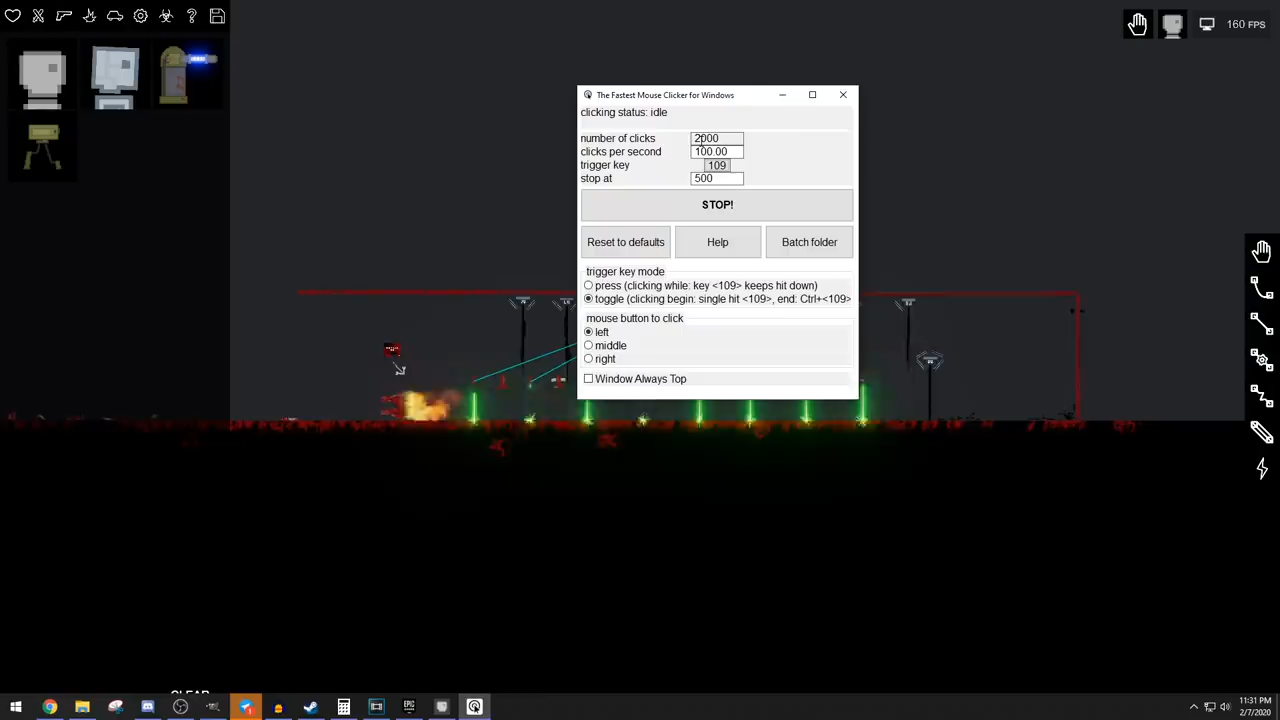 160 FPS
The Fastest Mouse Clicker for Windows
clicking status: idle
number of clicks 2000
clicks per second 100.00
trigger key 109
stop at 500
STOP!
Reset to defaults Help Batch folder
trigger key mode
press (clicking while: key <109> keeps hit down)
toggle (clicking begin: single hit <109>, end: Ctrl+<109>
mouse button to click
left
middle
right
Window Always Top
CLEAR
EPIC
11:31 PM
2/7/2020